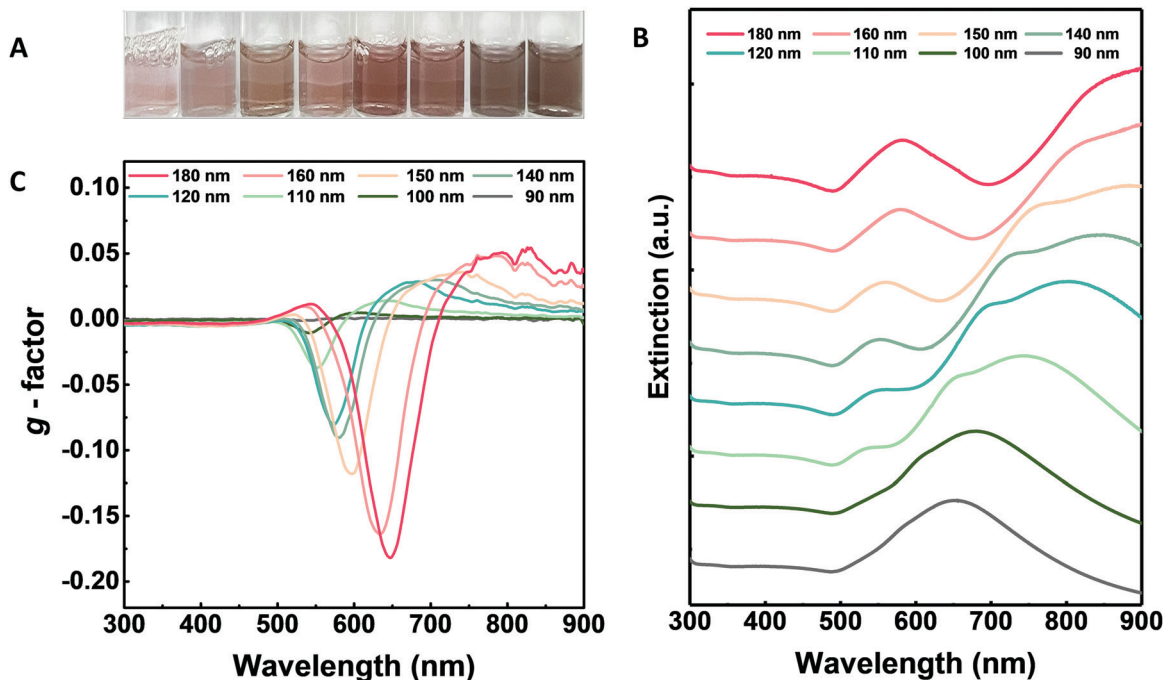 A
B
180 nm 160 nm 150 nm 140 nm
120 nm 110 nm 100 nm 90 nm
Extinction (a.u.)
300 400 500 600 700 800 900
Wavelength (nm)
C
180 nm 160 nm 150 nm 140 nm
120 nm 110 nm 100 nm 90 nm
0.10
0.05
0.00
-0.05
-0.10
-0.15
-0.20
g - factor
300 400 500 600 700 800 900
Wavelength (nm)